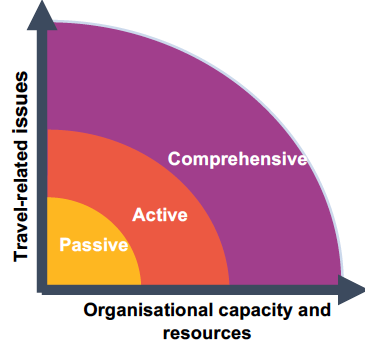 Travel-related issues
Comprehensive
Active
Passive
Organisational capacity and
resources